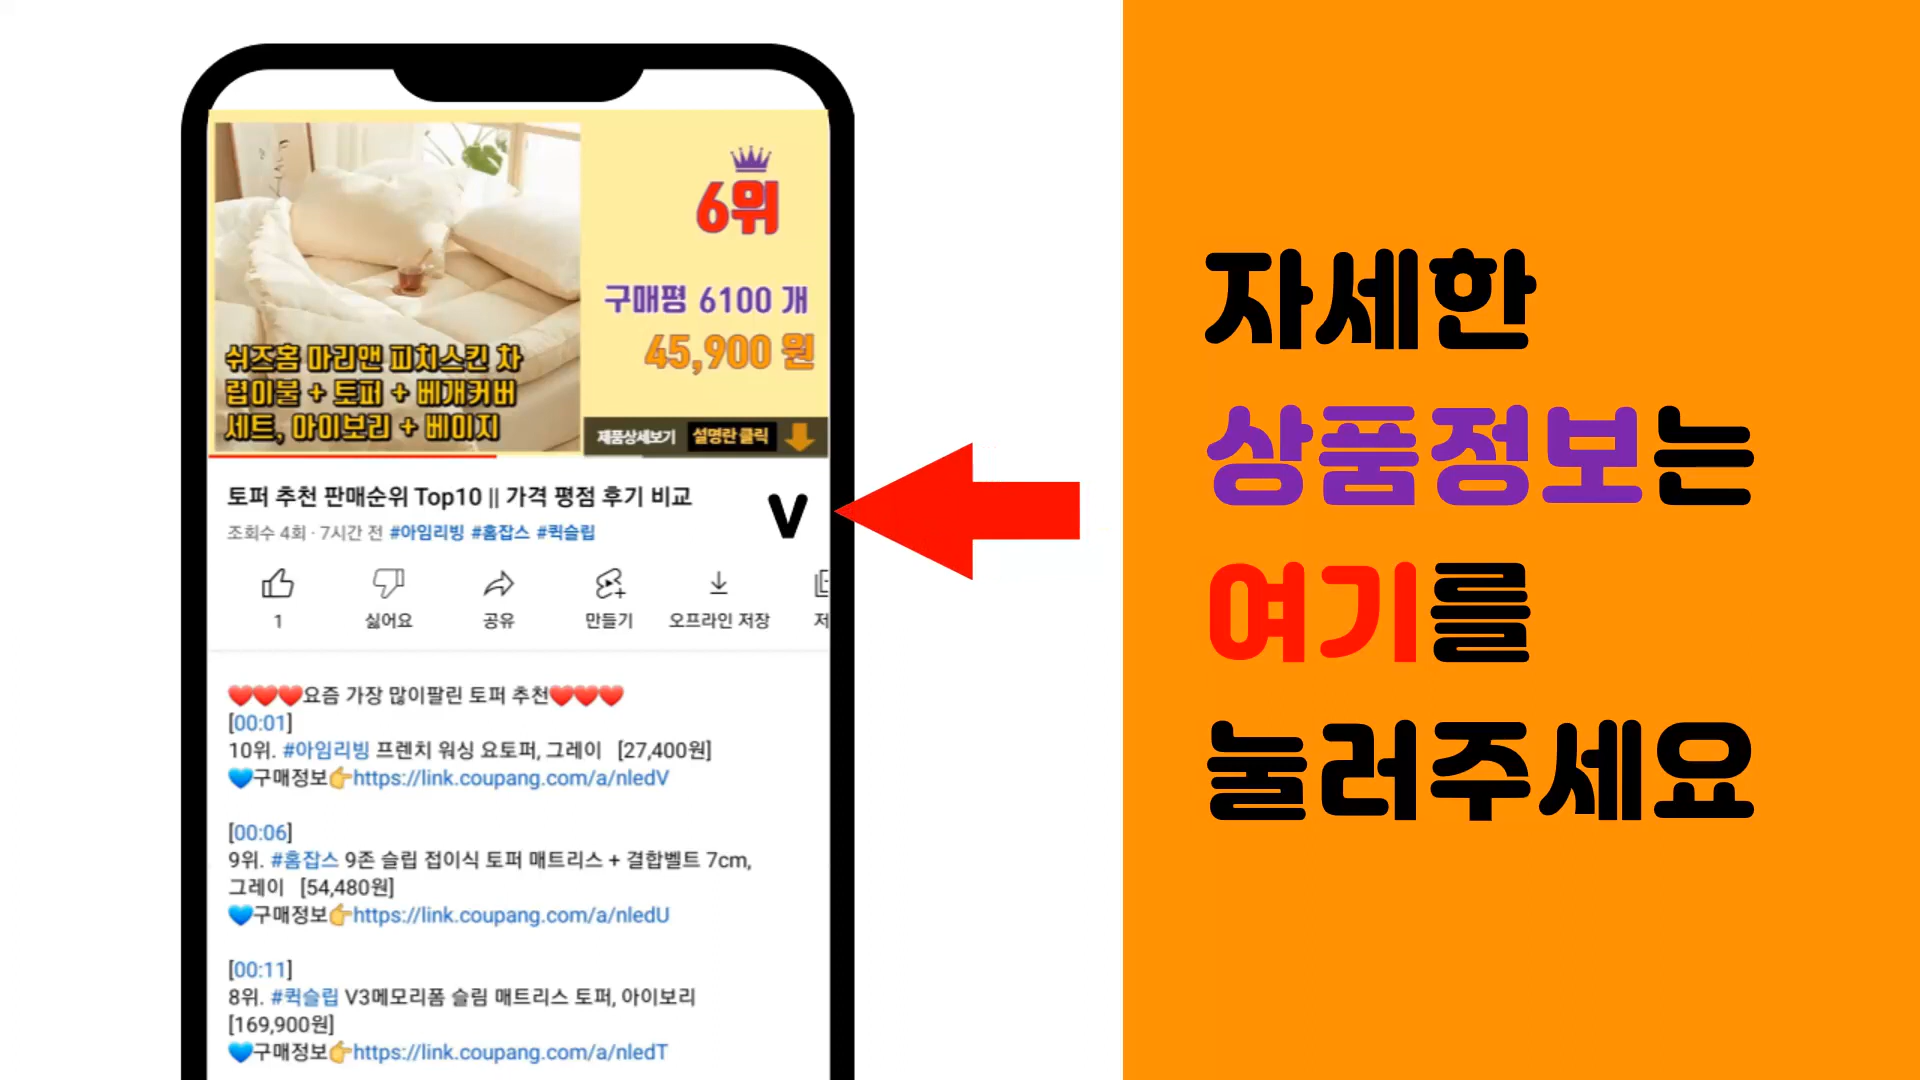 6위
구매평 6100 개
45,900 원
쉬즈홈 마리앤 피치스킨 차
렵이불 + 토퍼 + 베개커버
세트, 아이보리 + 베이지
제품상세보기 설명란 클릭
토퍼 추천 판매순위 Top10 || 가격 평점 후기 비교
V
조회수 4회 · 7시간 전 #아임리빙 #홈잡스 #퀵슬립
1 싫어요 공유 만들기 오프라인 저장 저
❤️❤️❤️요즘 가장 많이팔린 토퍼 추천❤️❤️❤️
[00:01]
10위. #아임리빙 프렌치 워싱 요토퍼, 그레이 [27,400원]
💙구매정보👉https://link.coupang.com/a/nledV
[00:06]
9위. #홈잡스 9존 슬립 접이식 토퍼 매트리스 + 결합벨트 7cm,
그레이 [54,480원]
💙구매정보👉https://link.coupang.com/a/nledU
[00:11]
8위. #퀵슬립 V3메모리폼 슬림 매트리스 토퍼, 아이보리
[169,900원]
💙구매정보👉https://link.coupang.com/a/nledT
자세한
상품정보는
여기를
눌러주세요